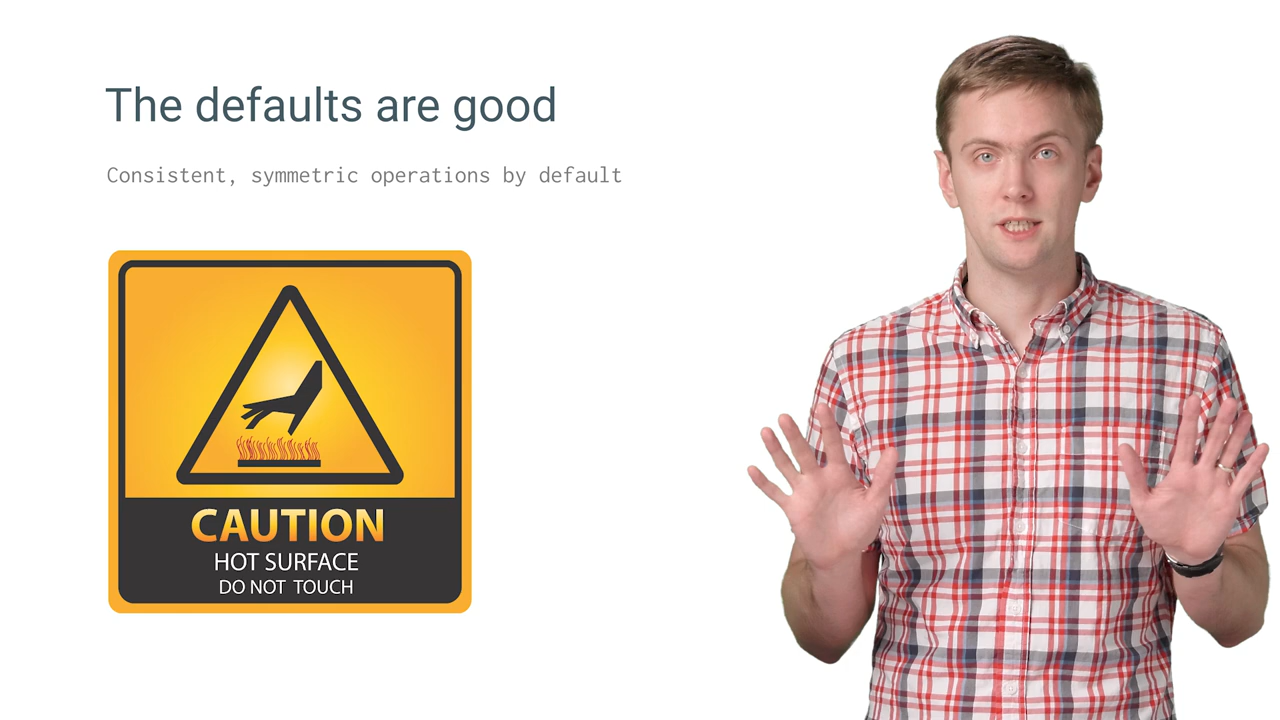 The defaults are good
Consistent, symmetric operations by default
CAUTION
HOT SURFACE
DO NOT TOUCH